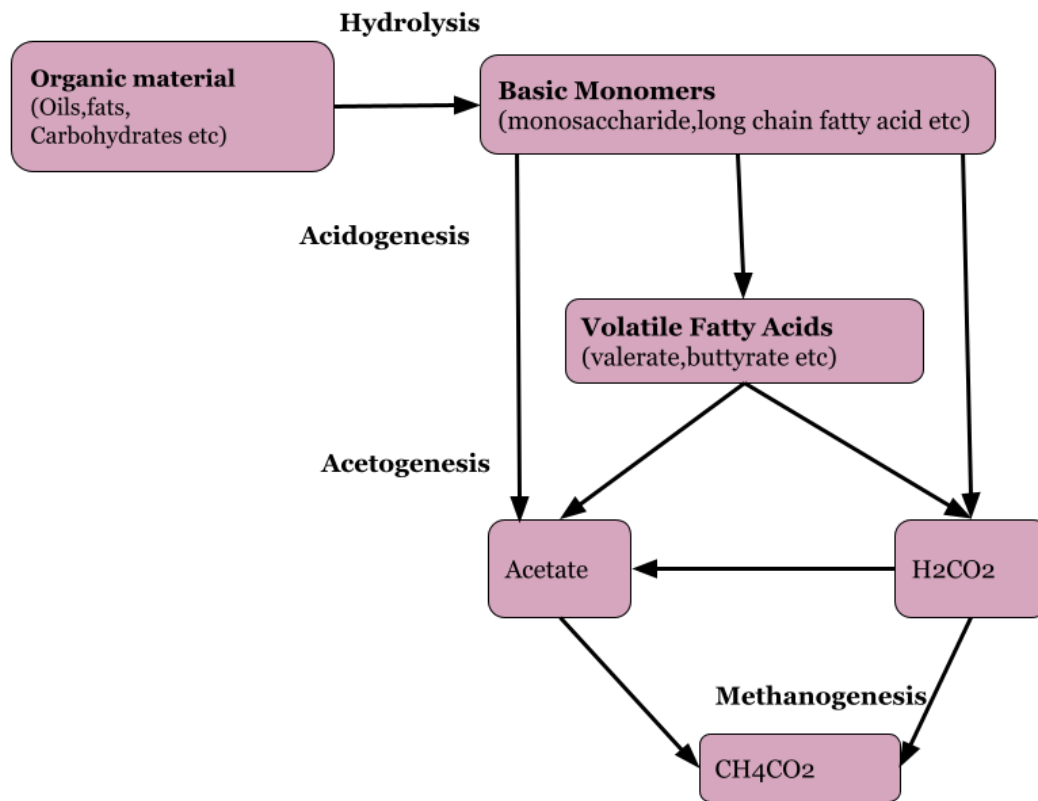 Hydrolysis
Organic material
(Oils,fats,
Carbohydrates etc)
Basic Monomers
(monosaccharide,long chain fatty acid etc)
Acidogenesis
Volatile Fatty Acids
(valerate,buttyrate etc)
Acetogenesis
Acetate
H2CO2
Methanogenesis
CH4CO2